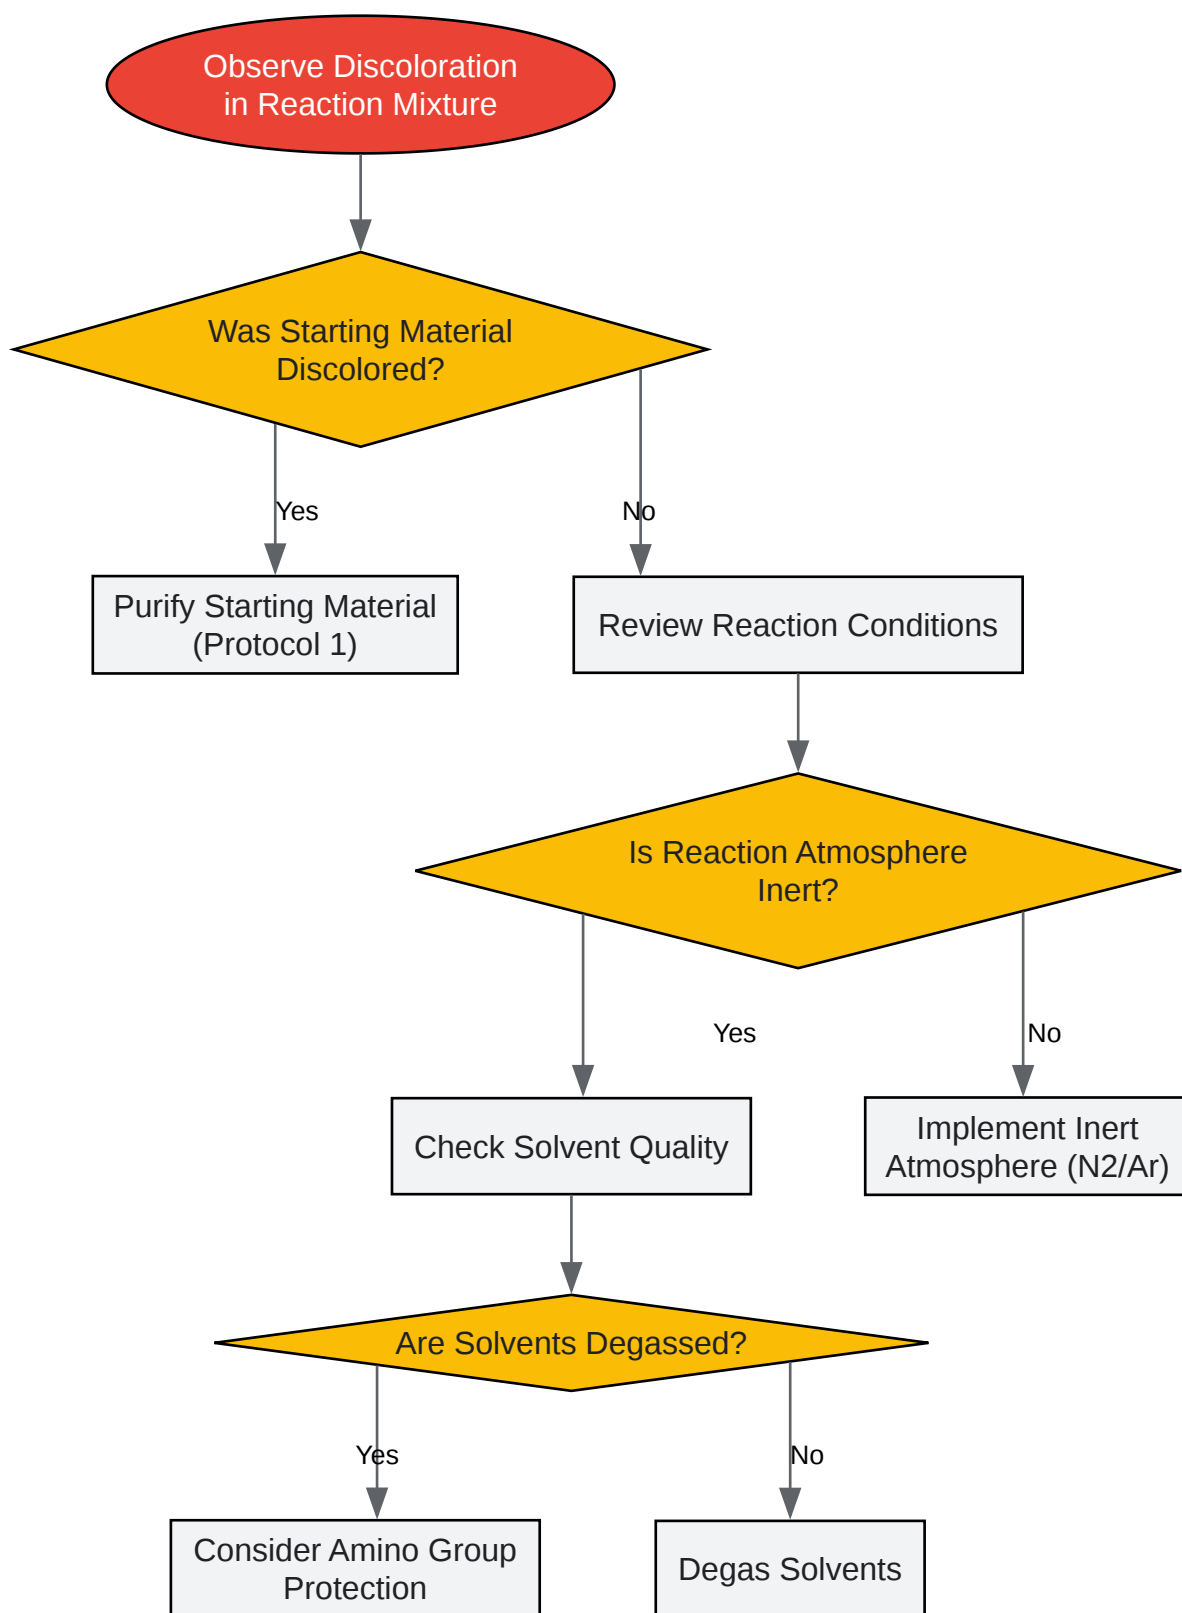 Observe Discoloration
in Reaction Mixture
Was Starting Material
Discolored?
Yes
No
Purify Starting Material
(Protocol 1)
Review Reaction Conditions
Is Reaction Atmosphere
Inert?
Yes
No
Check Solvent Quality
Implement Inert
Atmosphere (N2/Ar)
Are Solvents Degassed?
Yes
No
Consider Amino Group
Protection
Degas Solvents